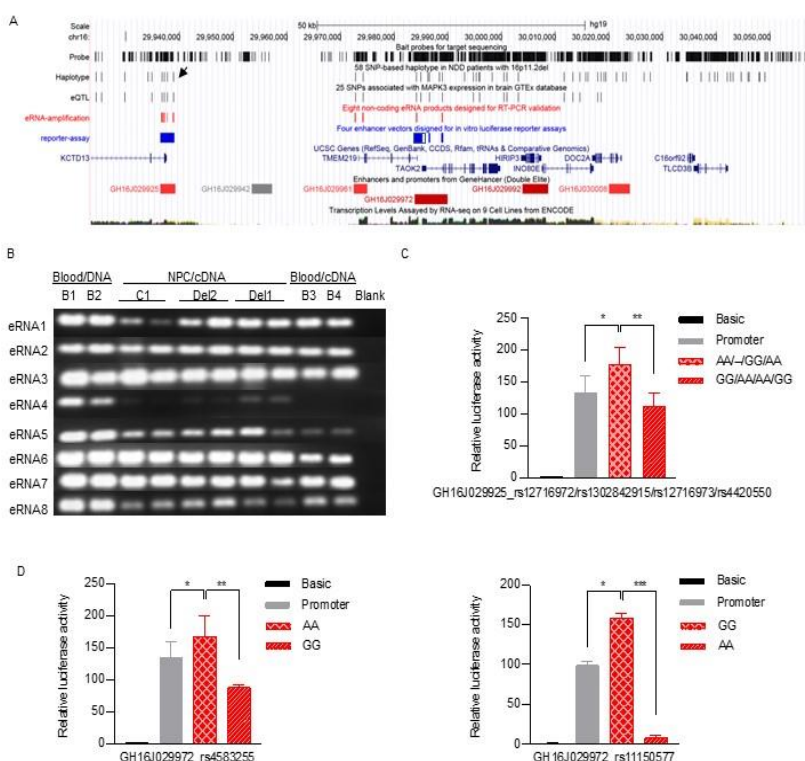 A
Scale
50 kb
hg19
chr16:
29,940,000
29,950,000
29,960,000
29,970,000
29,980,000
29,990,000
30,000,000
30,010,000
30,020,000
30,030,000
30,040,000
30,050,000
Bait probes for target sequencing
Probe
58 SNP-based haplotype in NDD patients with 16p11.2del
Haplotype
25 SNPs associated with MAPK3 expression in brain GTEx database
eQTL
Eight non-coding eRNA products designed for RT-PCR validation
eRNA-amplification
Four enhancer vectors disigned for in vitro luciferase reporter assays
reporter-assay
UCSC Genes (RefSeq, GenBank, CCDS, Rfam, tRNAs & Comparative Genomics)
KCTD13
TMEM219
HIRIP3
DOC2A
C16orf92
TAOK2
INO80E
TLCD3B
Enhancers and promoters from GeneHancer (Double Elite)
GH16J029925
GH16J029942
GH16J029961
GH16J029992
GH16J030006
GH16J029972
Transcription Levels Assayed by RNA-seq on 9 Cell Lines from ENCODE
B
Blood/DNA
NPC/cDNA
Blood/cDNA
B1 B2 C1 Del2 Del1 B3 B4 Blank
eRNA1
eRNA2
eRNA3
eRNA4
eRNA5
eRNA6
eRNA7
eRNA8
C
Relative luciferase activity
250
200
150
100
50
0
* **
Basic
Promoter
AA/–/GG/AA
GG/AA/AA/GG
GH16J029925_rs12716972/rs1302842915/rs12716973/rs4420550
D
Relative luciferase activity
250
200
150
100
50
0
* **
Basic
Promoter
AA
GG
GH16J029972_rs4583255
Relative luciferase activity
200
150
100
50
0
* ***
Basic
Promoter
GG
AA
GH16J029972_rs11150577